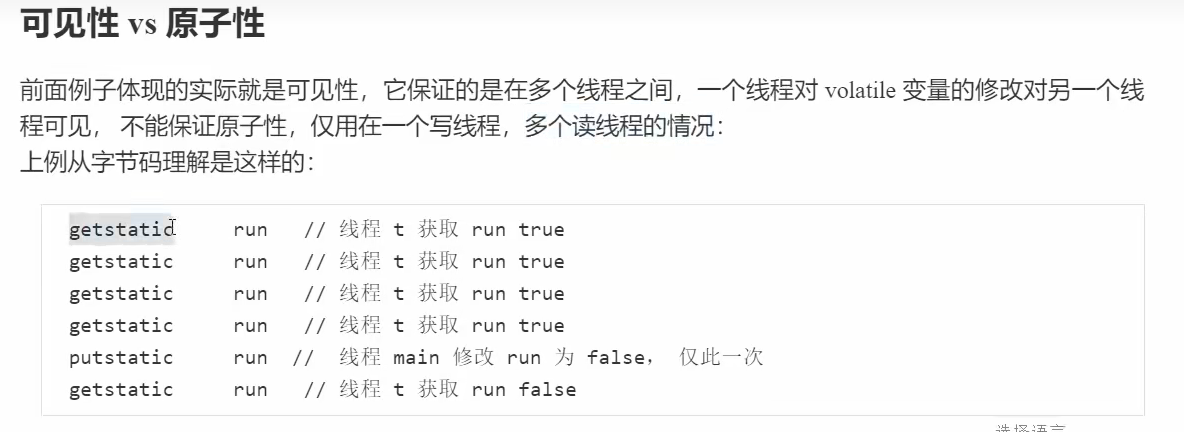 可见性 vs 原子性
前面例子体现的实际就是可见性，它保证的是在多个线程之间，一个线程对 volatile 变量的修改对另一个线
程可见， 不能保证原子性，仅用在一个写线程，多个读线程的情况：
上例从字节码理解是这样的：
getstatic run // 线程 t 获取 run true
getstatic run // 线程 t 获取 run true
getstatic run // 线程 t 获取 run true
getstatic run // 线程 t 获取 run true
putstatic run // 线程 main 修改 run 为 false， 仅此一次
getstatic run // 线程 t 获取 run false
选择语言